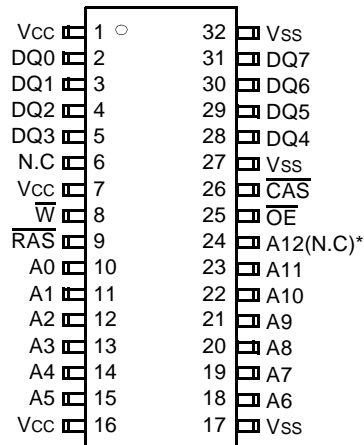 Vcc 1 32 Vss
DQ0 2 31 DQ7
DQ1 3 30 DQ6
DQ2 4 29 DQ5
DQ3 5 28 DQ4
N.C 6 27 Vss
Vcc 7 26 C̅A̅S̅
W̅ 8 25 O̅E̅
R̅A̅S̅ 9 24 A12(N.C)*
A0 10 23 A11
A1 11 22 A10
A2 12 21 A9
A3 13 20 A8
A4 14 19 A7
A5 15 18 A6
Vcc 16 17 Vss